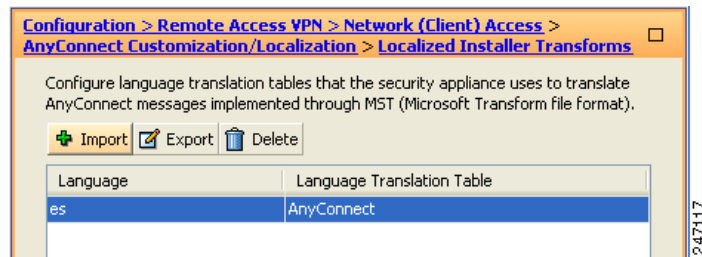 Configuration > Remote Access VPN > Network (Client) Access >
AnyConnect Customization/Localization > Localized Installer Transforms
Configure language translation tables that the security appliance uses to translate
AnyConnect messages implemented through MST (Microsoft Transform file format).
Import Export Delete
Language Language Translation Table
es AnyConnect
247117